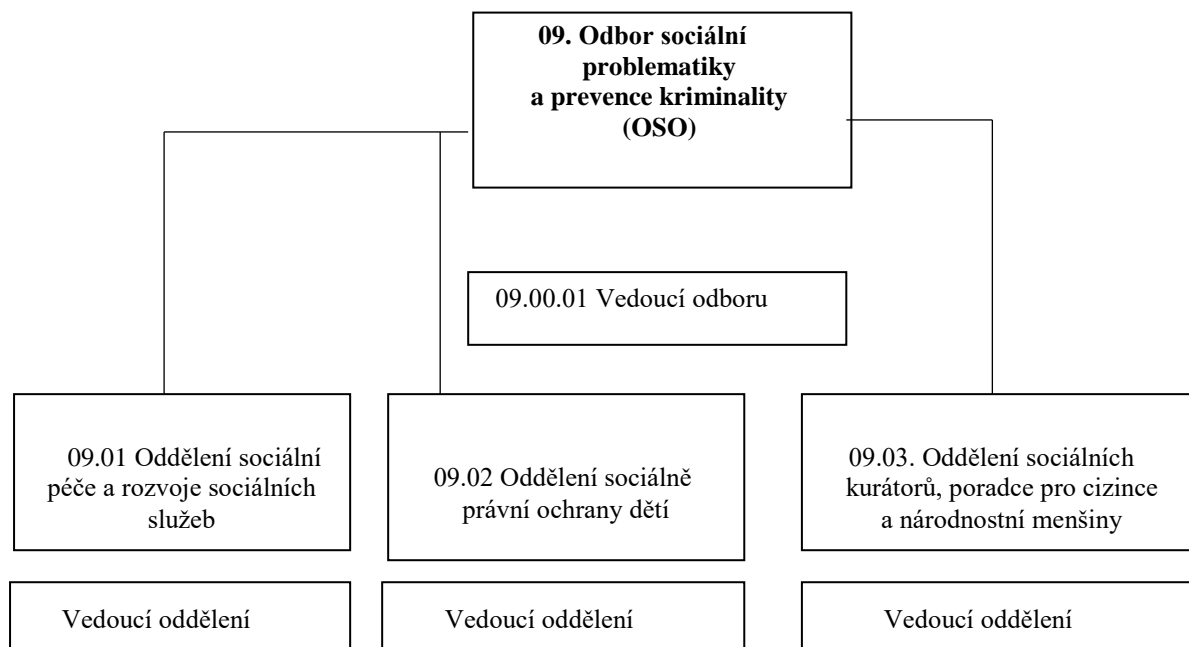 09. Odbor sociální
problematiky
a prevence kriminality
(OSO)
09.00.01 Vedoucí odboru
09.01 Oddělení sociální
péče a rozvoje sociálních
služeb
09.02 Oddělení sociálně
právní ochrany dětí
09.03. Oddělení sociálních
kurátorů, poradce pro cizince
a národnostní menšiny
Vedoucí oddělení
Vedoucí oddělení
Vedoucí oddělení